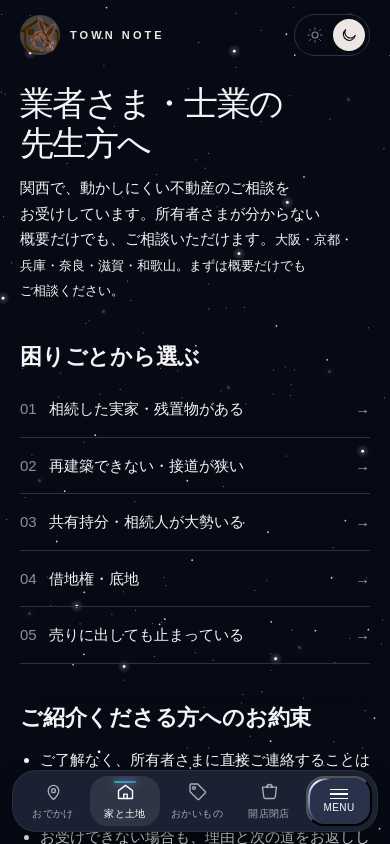 TOWN NOTE
業者さま・士業の
先生方へ
関西で、動かしにくい不動産のご相談を
お受けしています。所有者さまが分からない
概要だけでも、ご相談いただけます。大阪・京都・
兵庫・奈良・滋賀・和歌山。まずは概要だけでも
ご相談ください。
困りごとから選ぶ
01 相続した実家・残置物がある →
02 再建築できない・接道が狭い →
03 共有持分・相続人が大勢いる →
04 借地権・底地 →
05 売りに出しても止まっている →
ご紹介くださる方へのお約束
• ご了解なく、所有者さまに直接ご連絡することは
• お受けできない場合も、理由と次の道をお返しし
おでかけ
家と土地
おかいもの
開店閉店
MENU